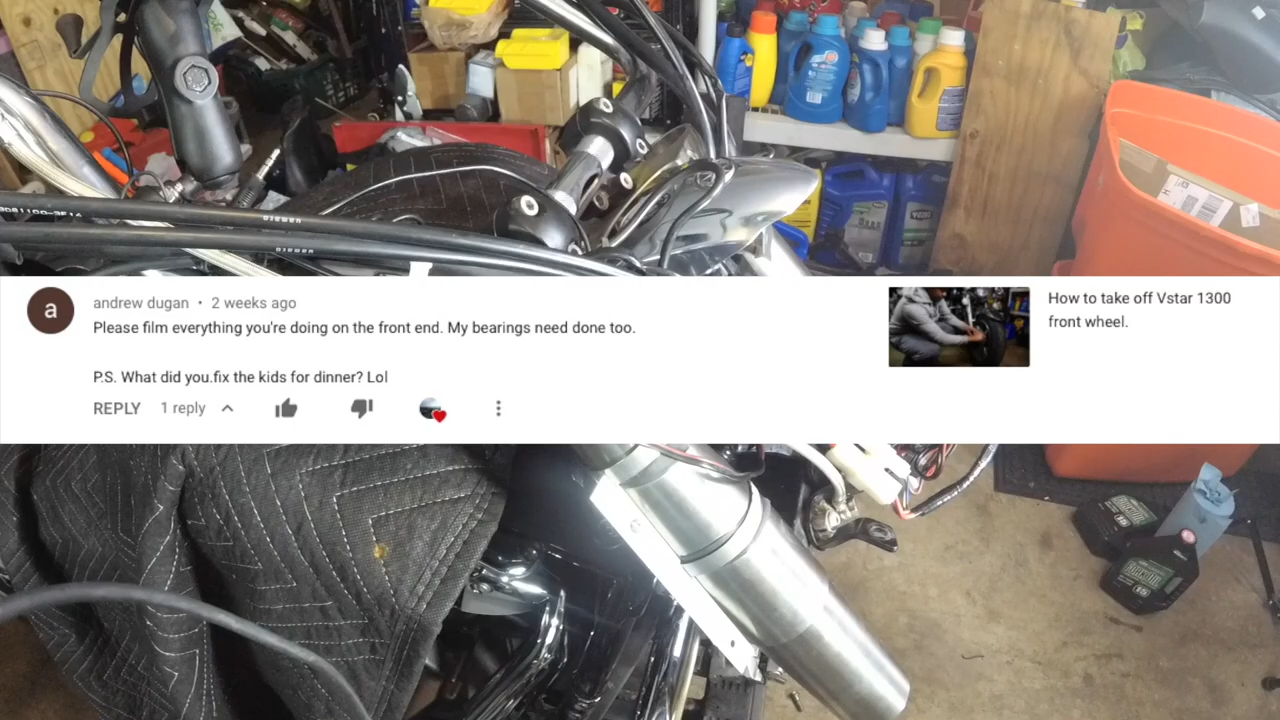 a
andrew dugan • 2 weeks ago
Please film everything you're doing on the front end. My bearings need done too.
P.S. What did you.fix the kids for dinner? Lol
REPLY 1 reply
How to take off Vstar 1300
front wheel.